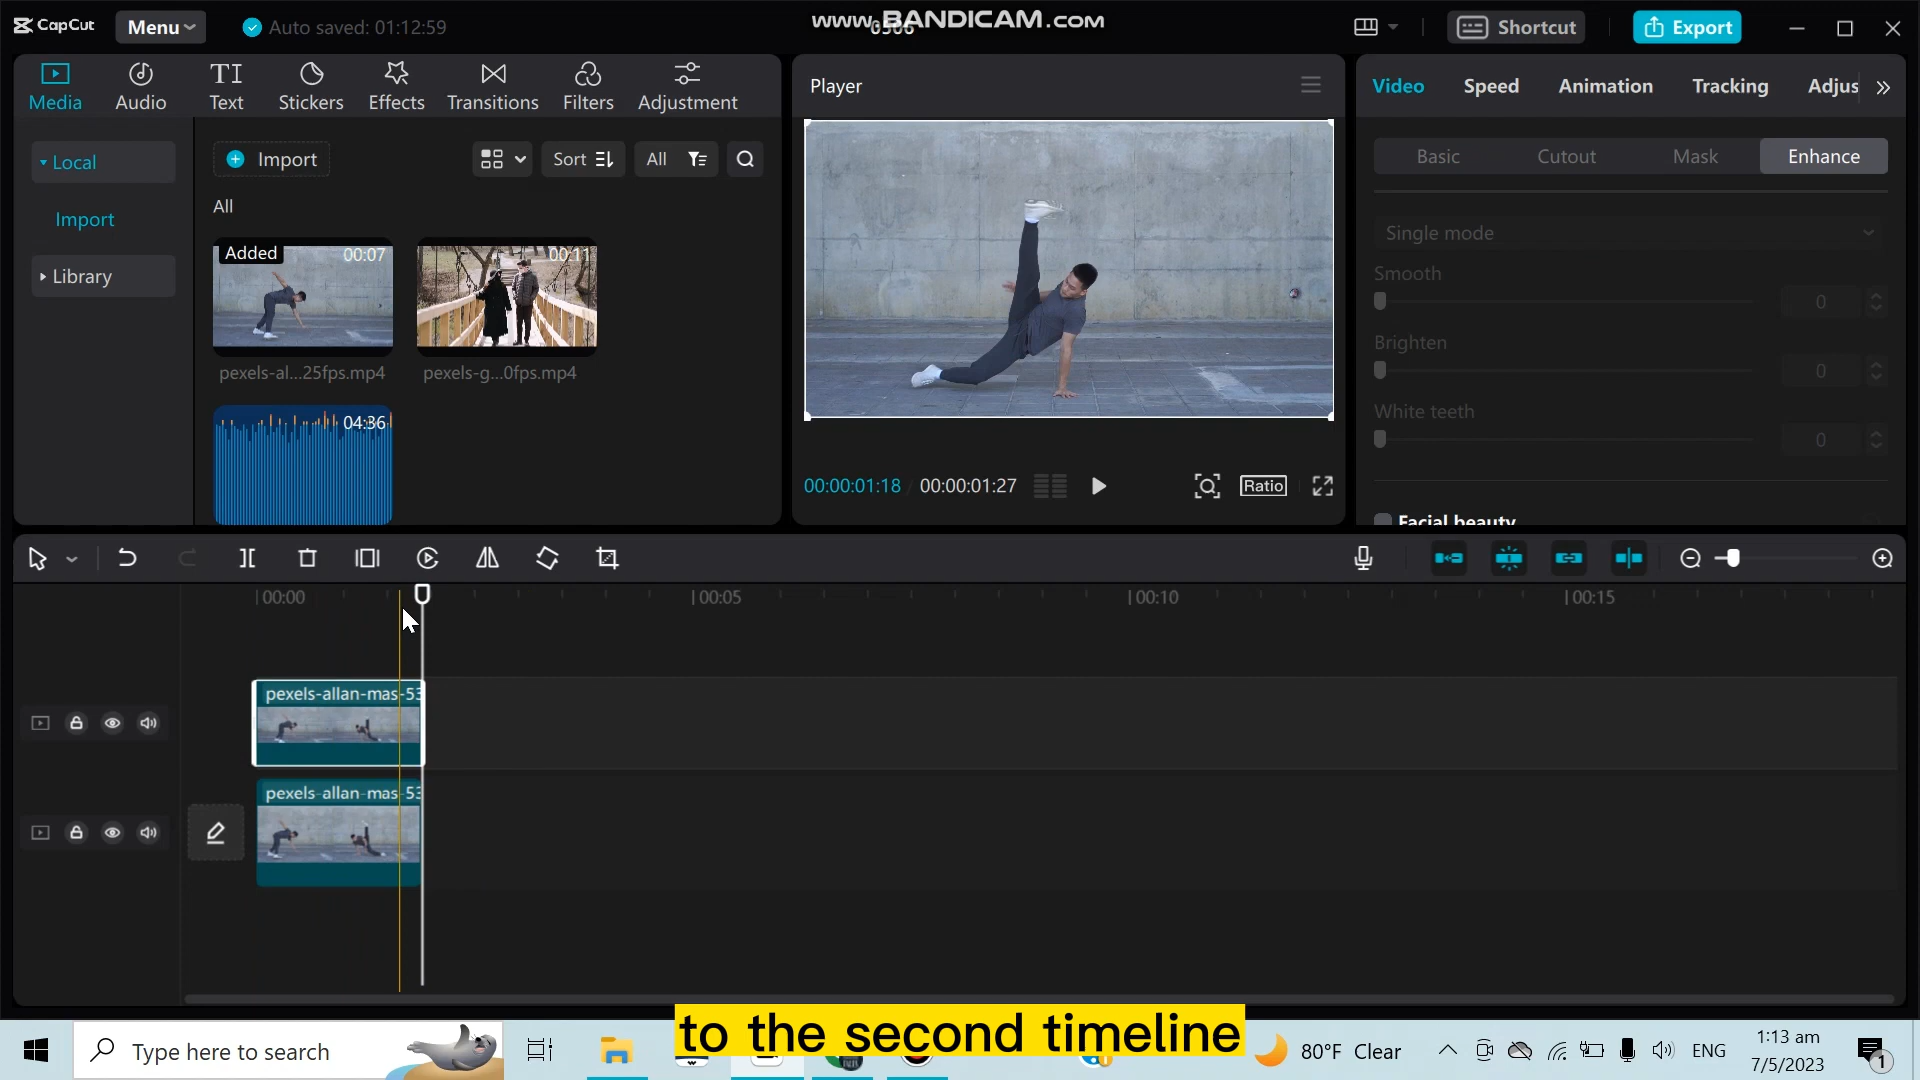 CapCut
Menu
Auto saved: 01:12:59
www.BANDICAM.com
Shortcut
Export
Media
Audio
Text
Stickers
Effects
Transitions
Filters
Adjustment
Player
Video
Speed
Animation
Tracking
Adjus
Local
Import
Library
Import
Sort
All
All
Added
00:07
00:11
pexels-al...25fps.mp4
pexels-g...0fps.mp4
04:36
00:00:01:18
00:00:01:27
Ratio
Basic
Cutout
Mask
Enhance
Single mode
Smooth
0
Brighten
0
White teeth
0
Facial beauty
00:00
00:05
00:10
00:15
pexels-allan-mas-53
pexels-allan-mas-53
to the second timeline
Type here to search
80°F Clear
ENG
1:13 am
7/5/2023
1